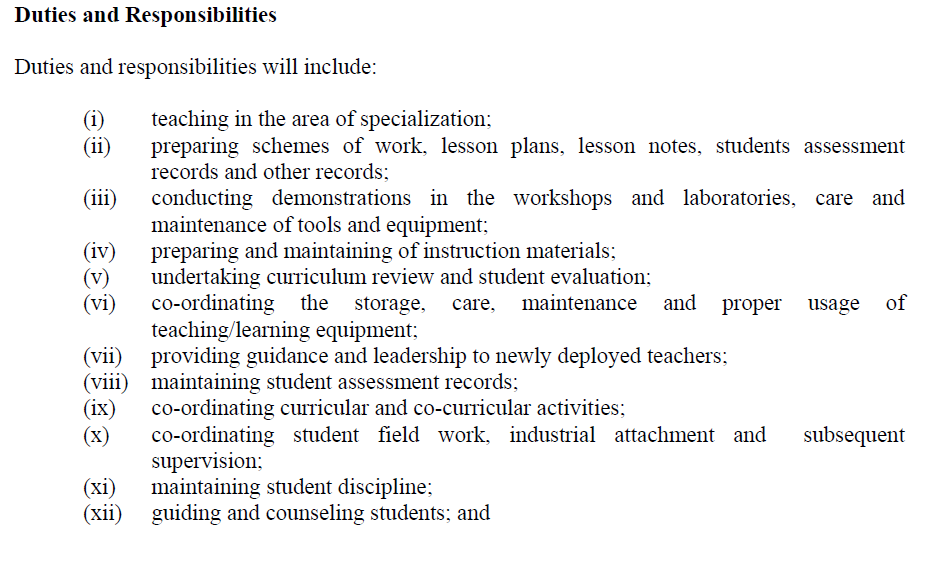 Duties and Responsibilities
Duties and responsibilities will include:
(i) teaching in the area of specialization;
(ii) preparing schemes of work, lesson plans, lesson notes, students assessment
records and other records;
(iii) conducting demonstrations in the workshops and laboratories, care and
maintenance of tools and equipment;
(iv) preparing and maintaining of instruction materials;
(v) undertaking curriculum review and student evaluation;
(vi) co-ordinating the storage, care, maintenance and proper usage of
teaching/learning equipment;
(vii) providing guidance and leadership to newly deployed teachers;
(viii) maintaining student assessment records;
(ix) co-ordinating curricular and co-curricular activities;
(x) co-ordinating student field work, industrial attachment and subsequent
supervision;
(xi) maintaining student discipline;
(xii) guiding and counseling students; and